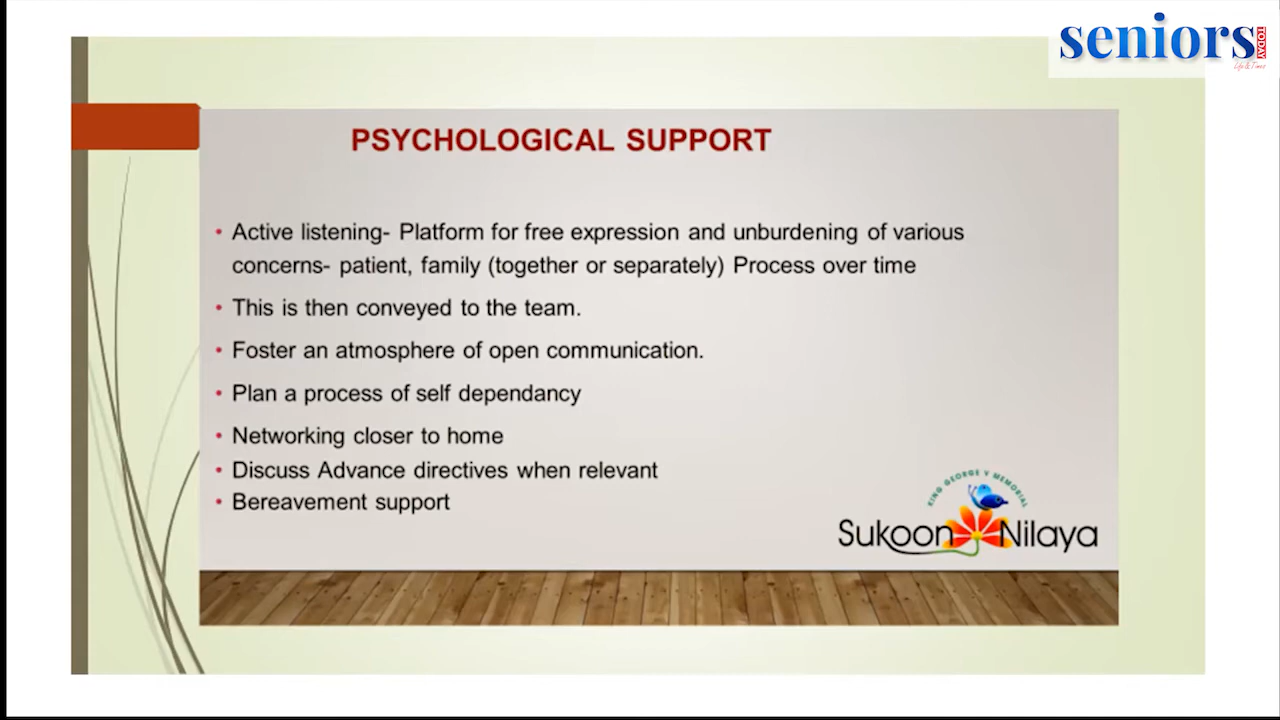 seniors
TODAY
Life & Times
PSYCHOLOGICAL SUPPORT
• Active listening- Platform for free expression and unburdening of various
concerns- patient, family (together or separately) Process over time
• This is then conveyed to the team.
• Foster an atmosphere of open communication.
• Plan a process of self dependancy
• Networking closer to home
• Discuss Advance directives when relevant
• Bereavement support
KING GEORGE V MEMORIAL
Sukoon Nilaya